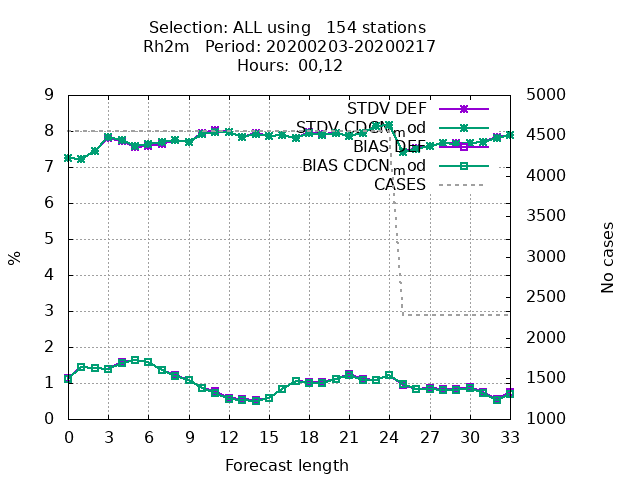 Selection: ALL using   154 stations
Rh2m   Period: 20200203-20200217
Hours: 00,12
STDV DEF
STDV CDCN_mod
BIAS DEF
BIAS CDCN_mod
CASES
%
No cases
9
8
7
6
5
4
3
2
1
0
5000
4500
4000
3500
3000
2500
2000
1500
1000
0 3 6 9 12 15 18 21 24 27 30 33
Forecast length